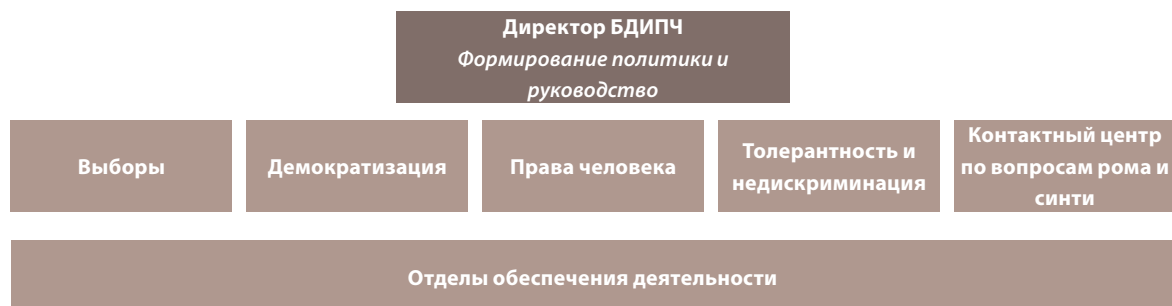 Директор БДИПЧ
Формирование политики и
руководство
Выборы
Демократизация
Права человека
Толерантность и
недискриминация
Контактный центр
по вопросам рома и
синти
Отделы обеспечения деятельности